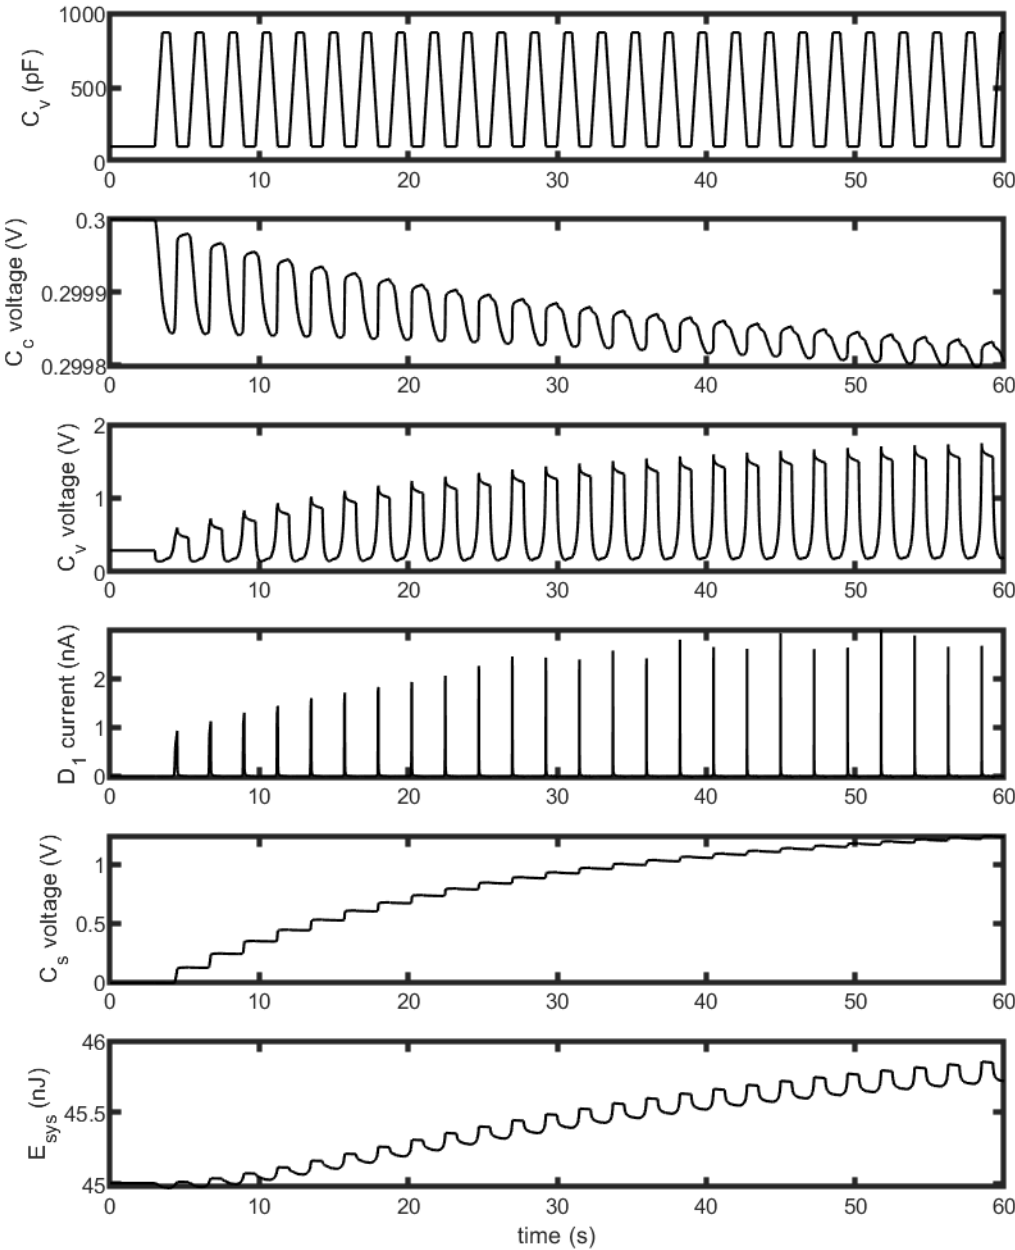 1000
500
0
C_v (pF)
0 10 20 30 40 50 60
0.3
0.2999
0.2998
C_c voltage (V)
0 10 20 30 40 50 60
2
1
0
C_v voltage (V)
0 10 20 30 40 50 60
2
1
0
D_1 current (nA)
0 10 20 30 40 50 60
1
0.5
0
C_s voltage (V)
0 10 20 30 40 50 60
46
45.5
45
E_sys (nJ)
0 10 20 30 40 50 60
time (s)